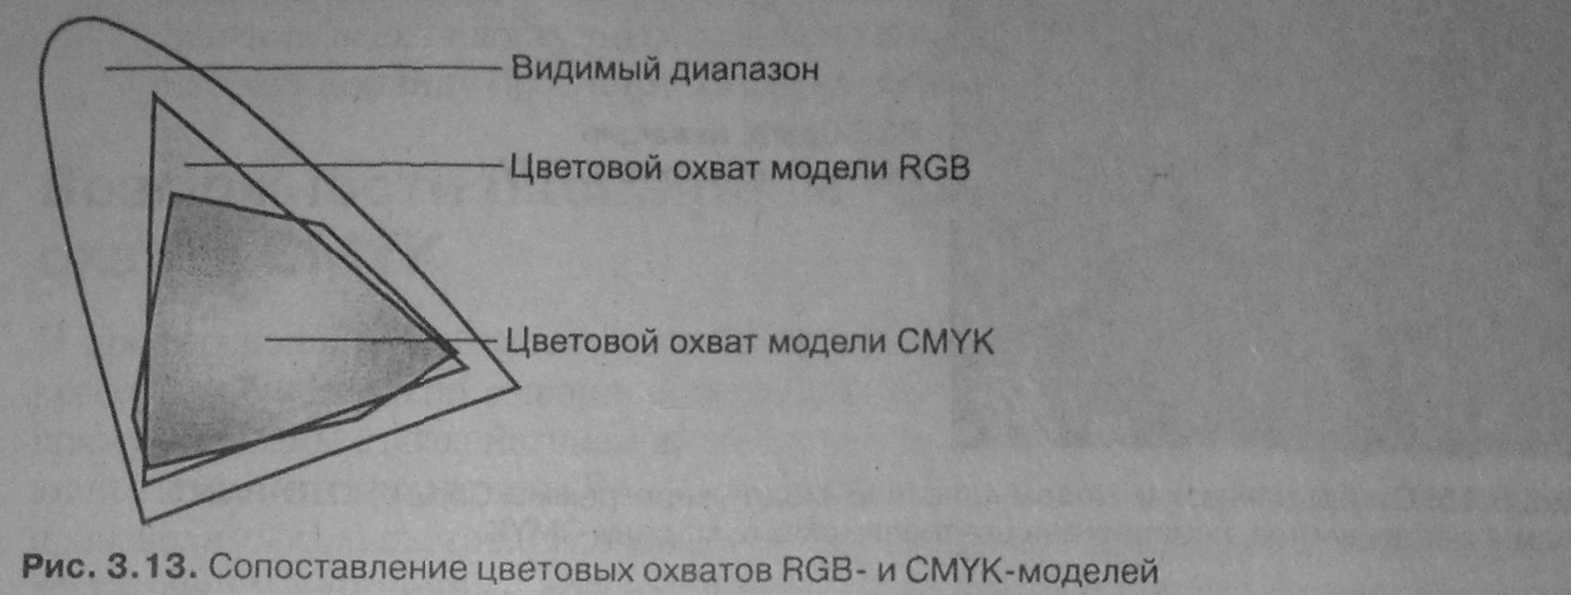 Видимый диапазон
Цветовой охват модели RGB
Цветовой охват модели CMYK
Рис. 3.13. Сопоставление цветовых охватов RGB- и CMYK-моделей